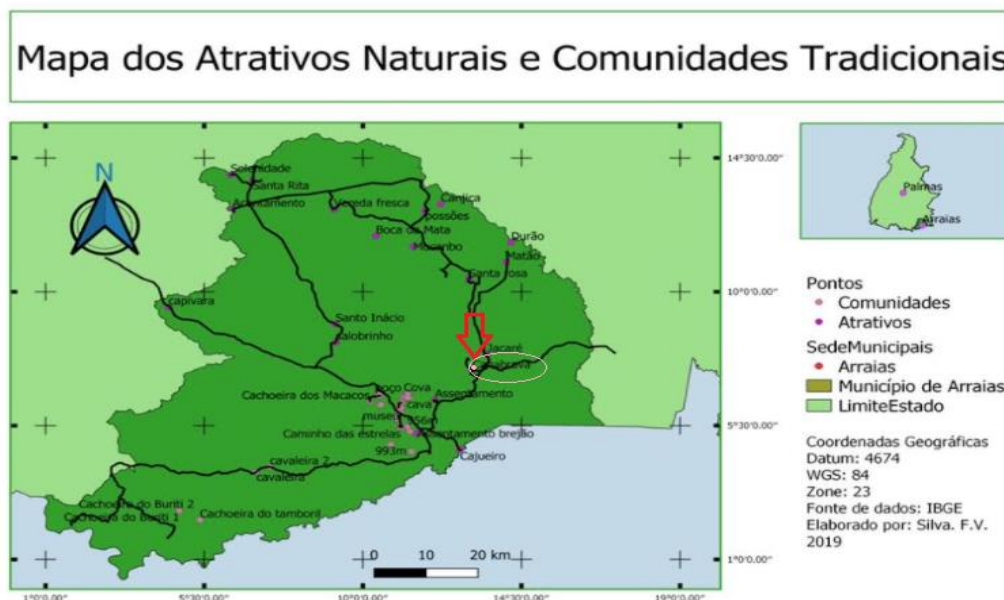 Mapa dos Atrativos Naturais e Comunidades Tradicionais
N
Solenidade
Santa Rita
Vereda fresca
Canjica
possões
Boca da Mata
Durão
Matão
Santa rosa
capivara
Santo Inácio
Salobrinho
Jacaré
poço Cova
Cachoeira dos Macacos
cava
Assentamento
museu
Caminho das estrelas
Assentamento brejão
993m
Cajueiro
cavaleira 2
cavaleira
Cachoeira do Buriti 2
Cachoeira do Buriti 1
Cachoeira do tamboril
0 10 20 km
14°30'0.00"
10°0'0.00"
5°30'0.00"
1°0'0.00"
1°0'0.00" 5°30'0.00" 10°0'0.00" 14°30'0.00" 19°0'0.00"
Palmas
Arraias
Pontos
Comunidades
Atrativos
SedeMunicipais
Arraias
Município de Arraias
LimiteEstado
Coordenadas Geográficas
Datum: 4674
WGS: 84
Zone: 23
Fonte de dados: IBGE
Elaborado por: Silva. F.V.
2019